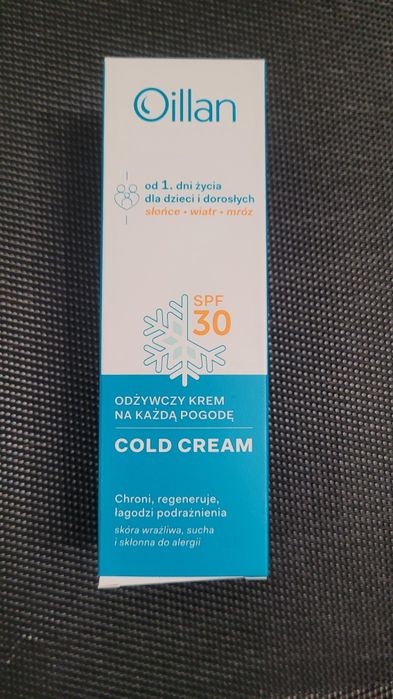 Oillan
od 1. dni życia
dla dzieci i dorosłych
słońce • wiatr • mróz
SPF
30
ODŻYWCZY KREM
NA KAŻDĄ POGODĘ
COLD CREAM
Chroni, regeneruje,
łagodzi podrażnienia
skóra wrażliwa, sucha
i skłonna do alergii